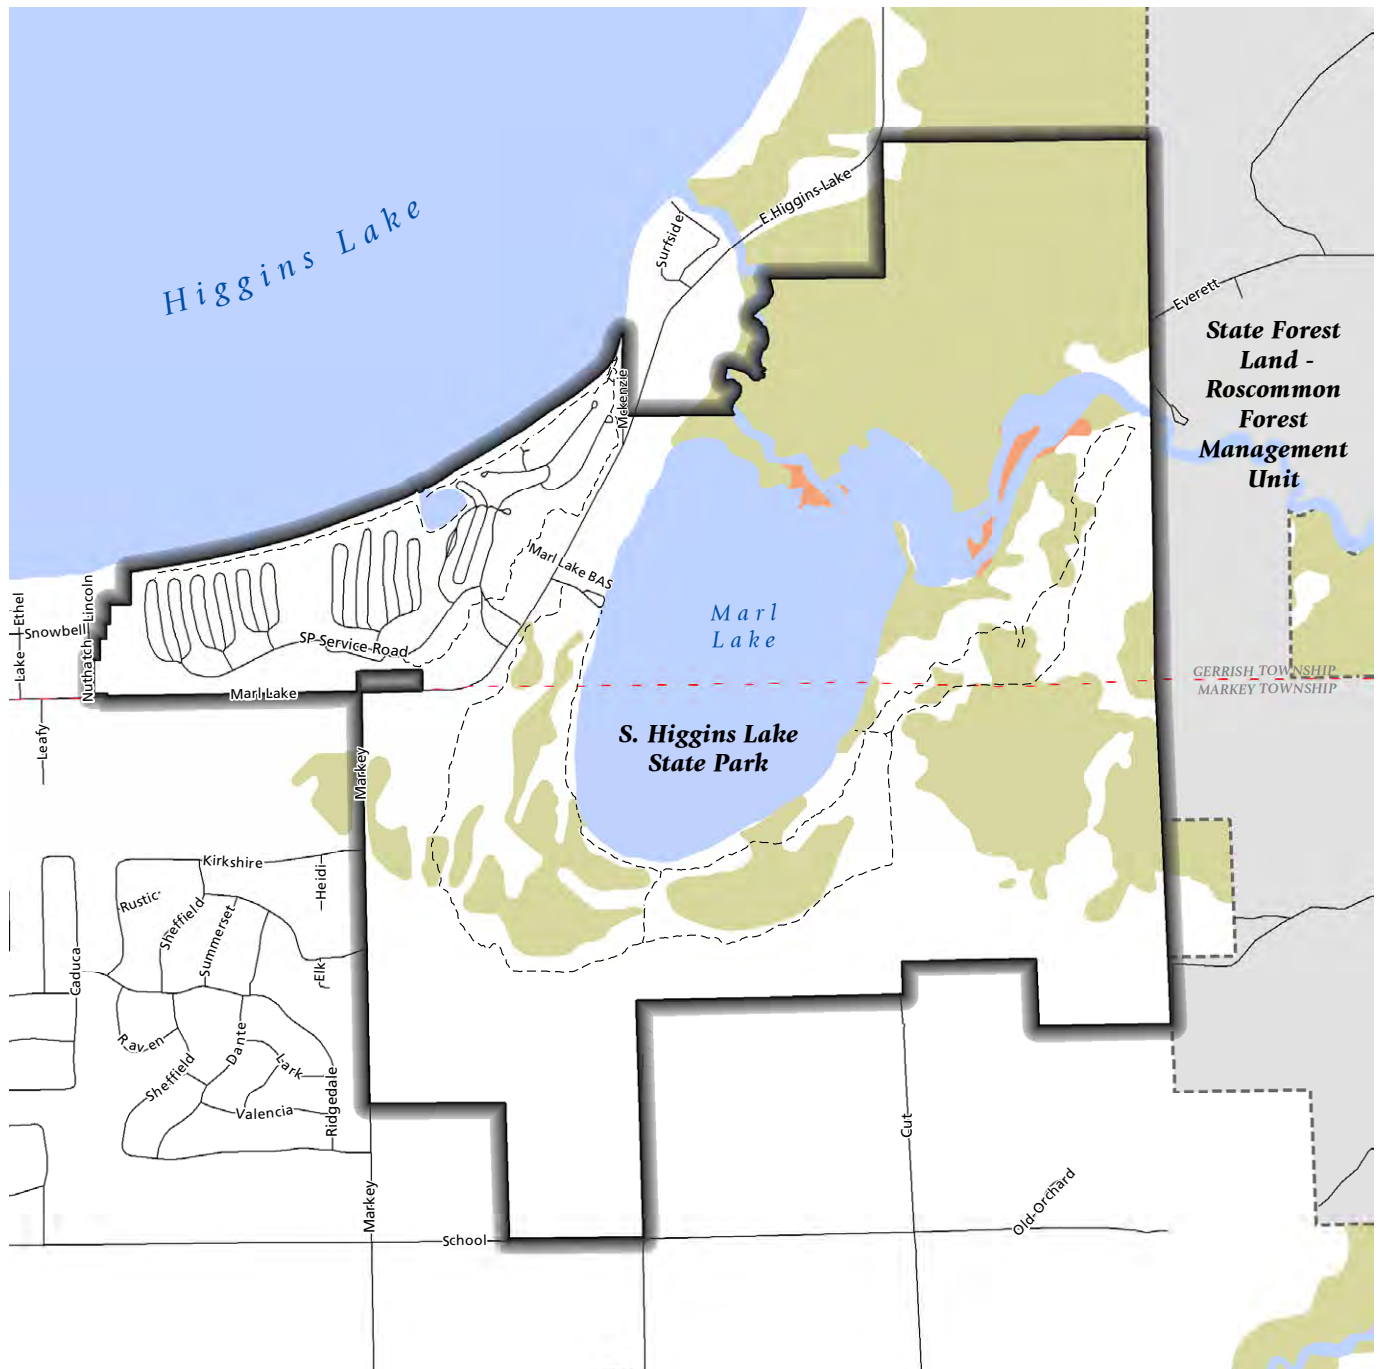 Higgins Lake
E.Higgins-Lake
Surfside
Everett
State Forest
Land -
Roscommon
Forest
Management
Unit
Mckenzie
Marl Lake BAS
Marl
Lake
Ethel
Lake
Snowbell
Lincoln
Nuthatch
SP-Service-Road
Marl Lake
GERRISH TOWNSHIP
MARKEY TOWNSHIP
S. Higgins Lake
State Park
Leafy
Markey
Kirkshire
Heidi
Rustic
Sheffield
Summerset
Elk
Caduca
Raven
Dante
Lark
Sheffield
Valencia
Ridgedale
Cut
Markey
School
Old-Orchard